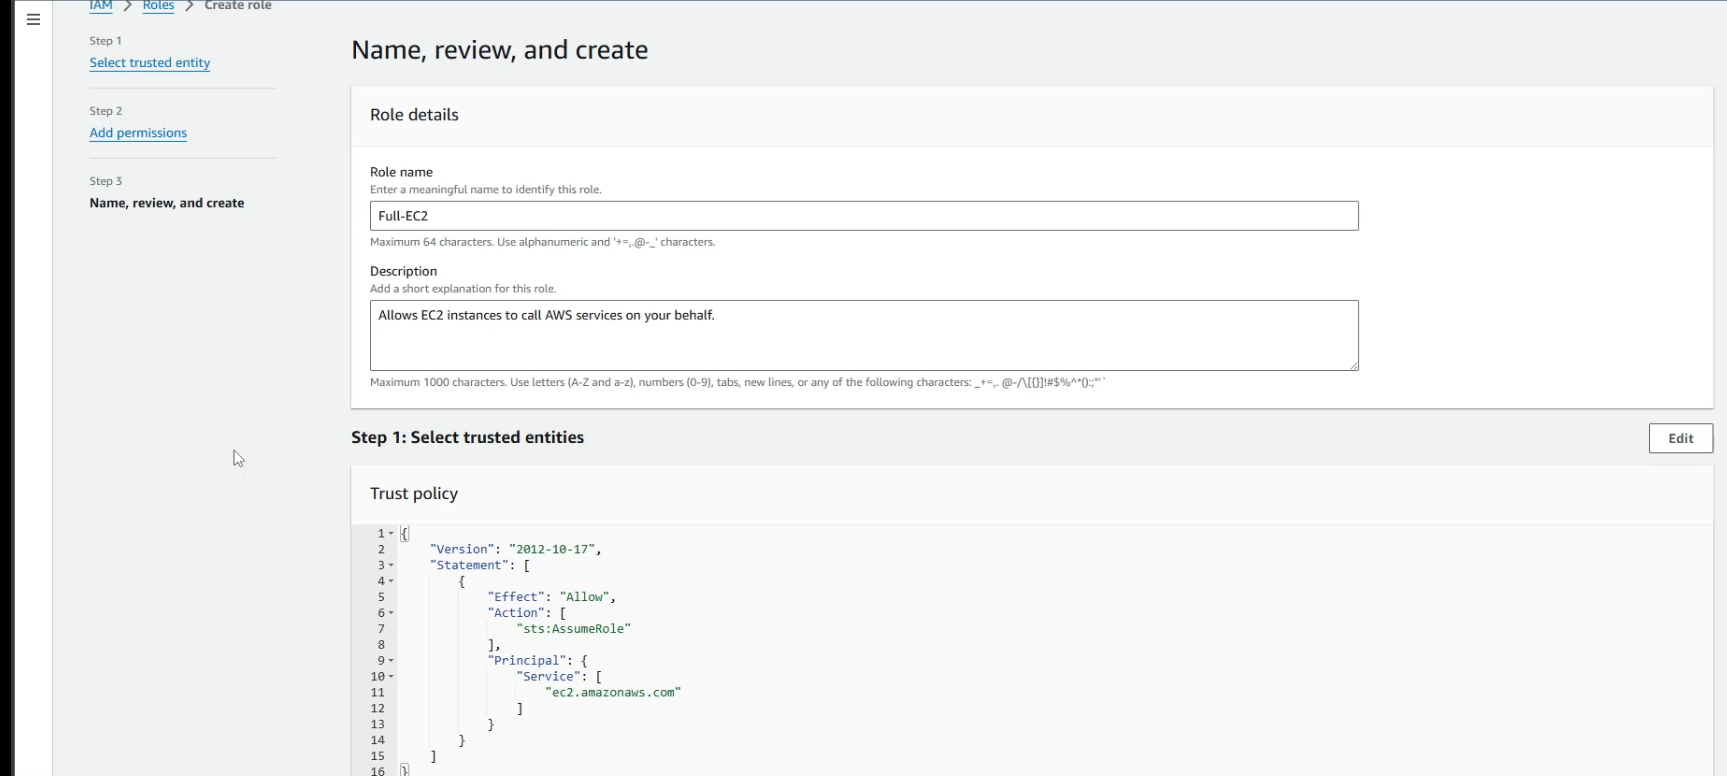 IAM > Roles > Create role
Step 1
Select trusted entity
Step 2
Add permissions
Step 3
Name, review, and create
Name, review, and create
Role details
Role name
Enter a meaningful name to identify this role.
Full-EC2
Maximum 64 characters. Use alphanumeric and '+=,.@-_' characters.
Description
Add a short explanation for this role.
Allows EC2 instances to call AWS services on your behalf.
Maximum 1000 characters. Use letters (A-Z and a-z), numbers (0-9), tabs, new lines, or any of the following characters: _+=,. @-/\[{}]!#$%^*();:"'`
Step 1: Select trusted entities
Edit
Trust policy
1 {
2 "Version": "2012-10-17",
3 "Statement": [
4 {
5 "Effect": "Allow",
6 "Action": [
7 "sts:AssumeRole"
8 ],
9 "Principal": {
10 "Service": [
11 "ec2.amazonaws.com"
12 ]
13 }
14 }
15 ]
16 }